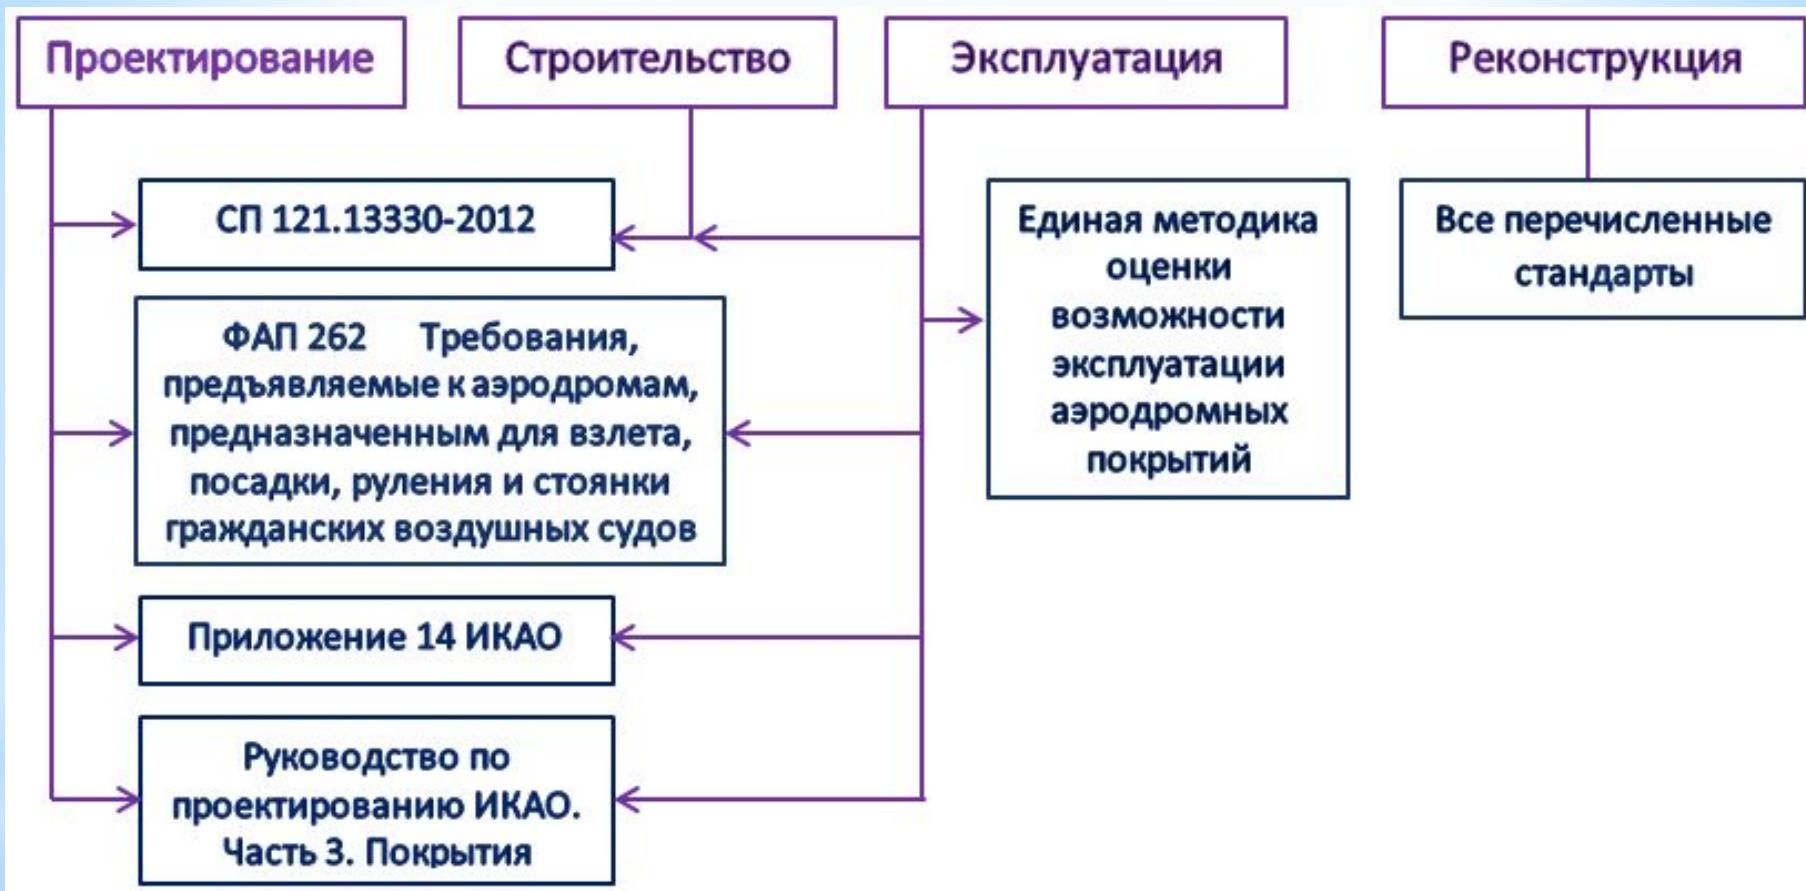 Проектирование
Строительство
Эксплуатация
Реконструкция
СП 121.13330-2012
ФАП 262 Требования,
предъявляемые к аэродромам,
предназначенным для взлета,
посадки, руления и стоянки
гражданских воздушных судов
Приложение 14 ИКАО
Руководство по
проектированию ИКАО.
Часть 3. Покрытия
Единая методика
оценки
возможности
эксплуатации
аэродромных
покрытий
Все перечисленные
стандарты